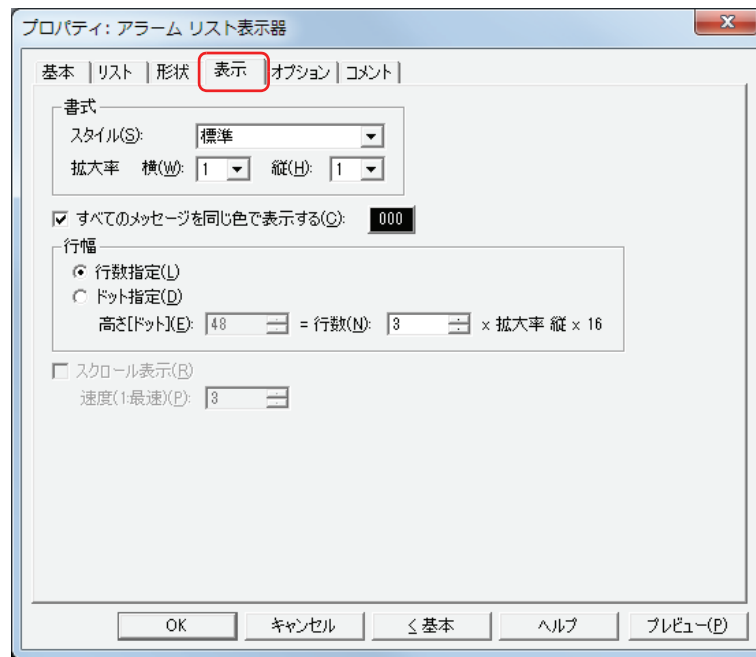 プロパティ: アラーム リスト表示器
基本 リスト 形状 表示 オプション コメント
書式
スタイル(S): 標準
拡大率 横(W): 1 縦(H): 1
すべてのメッセージを同じ色で表示する(C): 000
行幅
行数指定(L)
ドット指定(D)
高さ[ドット](E): 48 = 行数(N): 3 x 拡大率 縦 x 16
スクロール表示(R)
速度(1:最速)(P): 3
OK キャンセル < 基本 ヘルプ プレビュー(P)